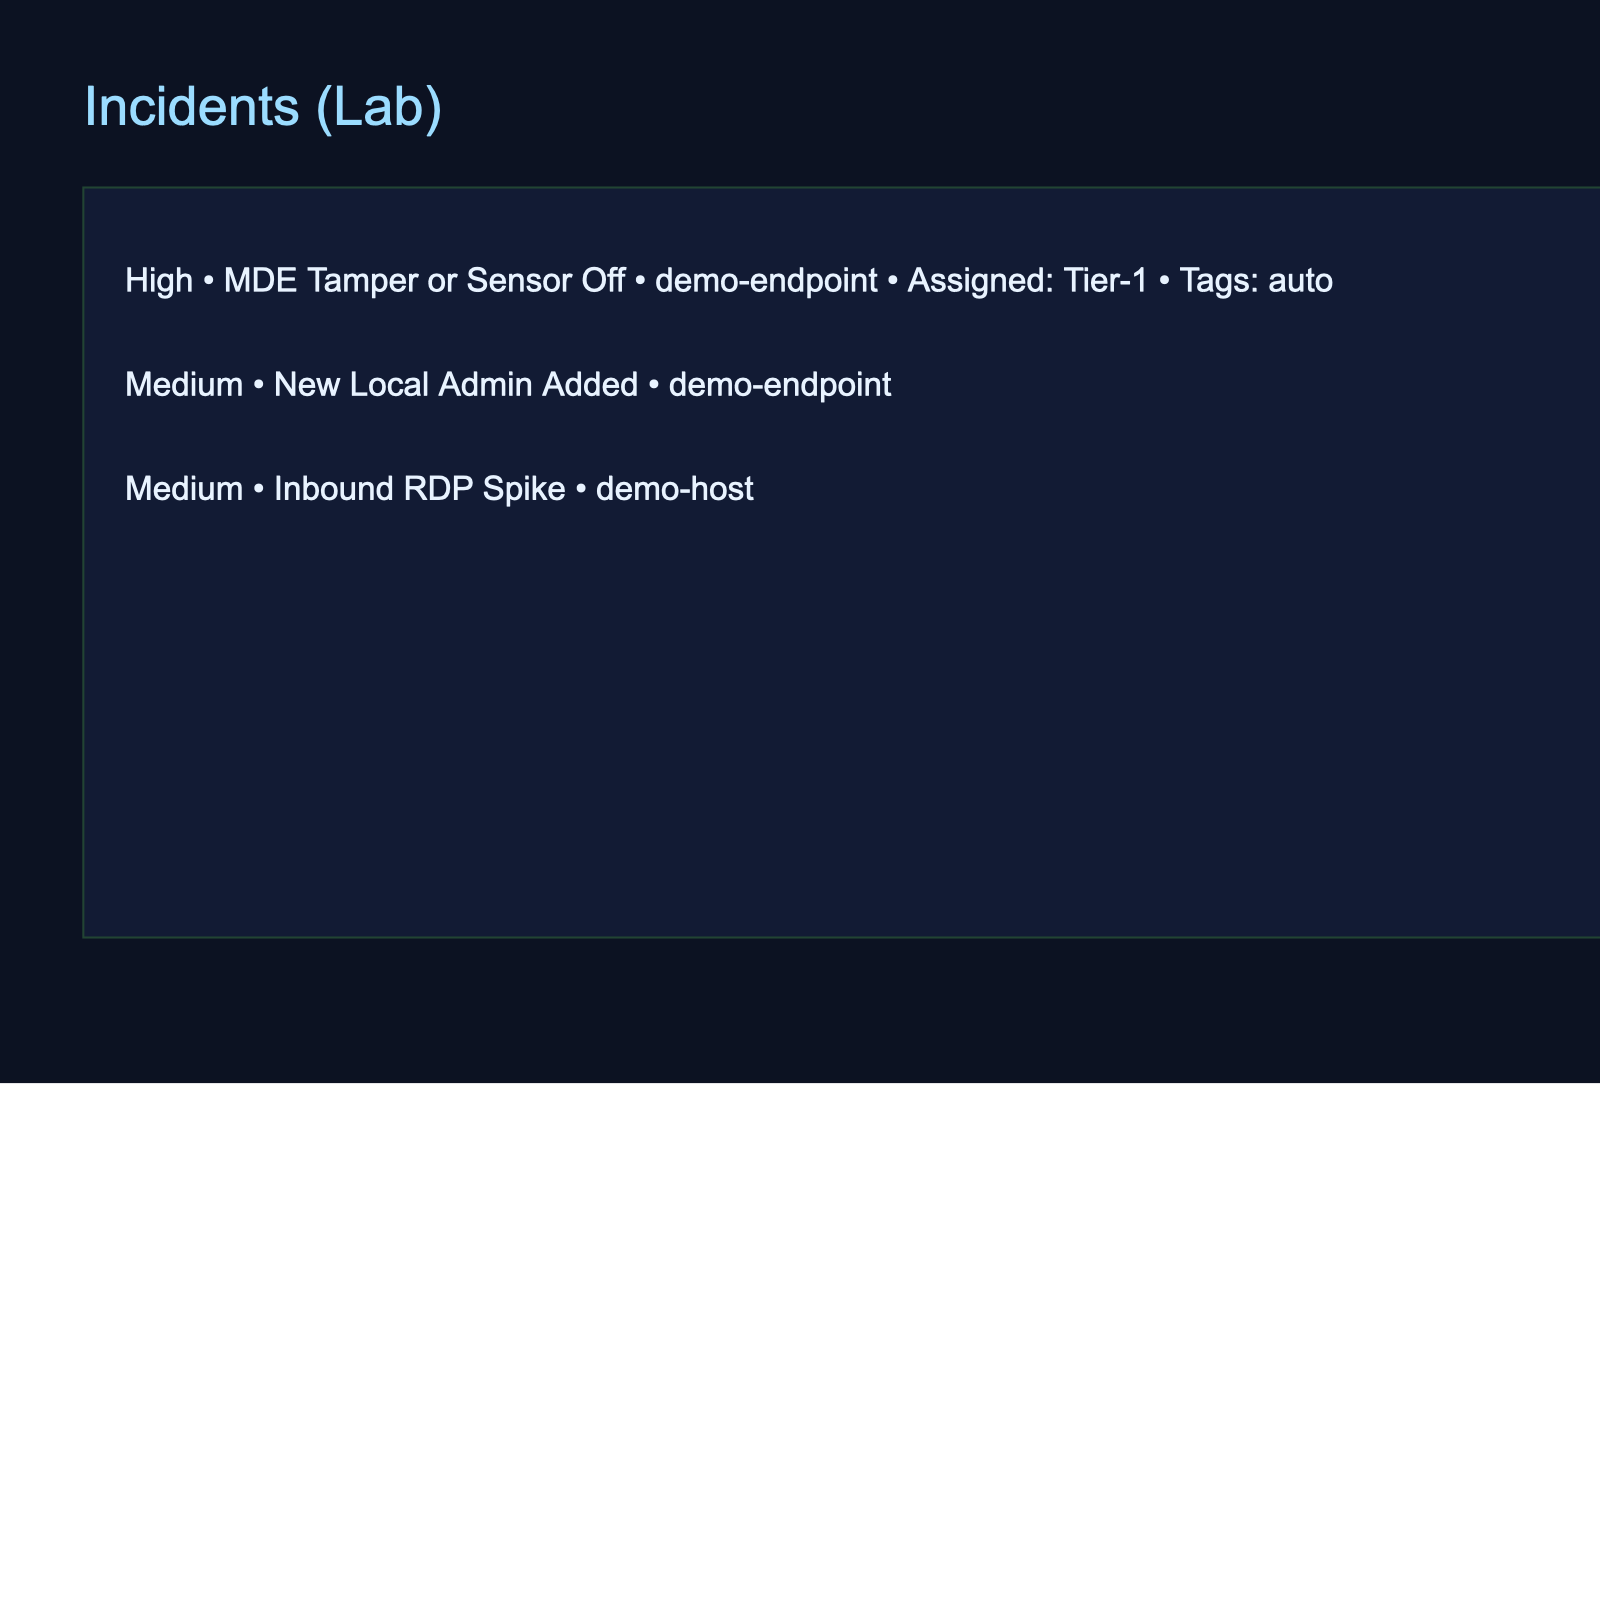 Incidents (Lab)
High • MDE Tamper or Sensor Off • demo-endpoint • Assigned: Tier-1 • Tags: auto
Medium • New Local Admin Added • demo-endpoint
Medium • Inbound RDP Spike • demo-host